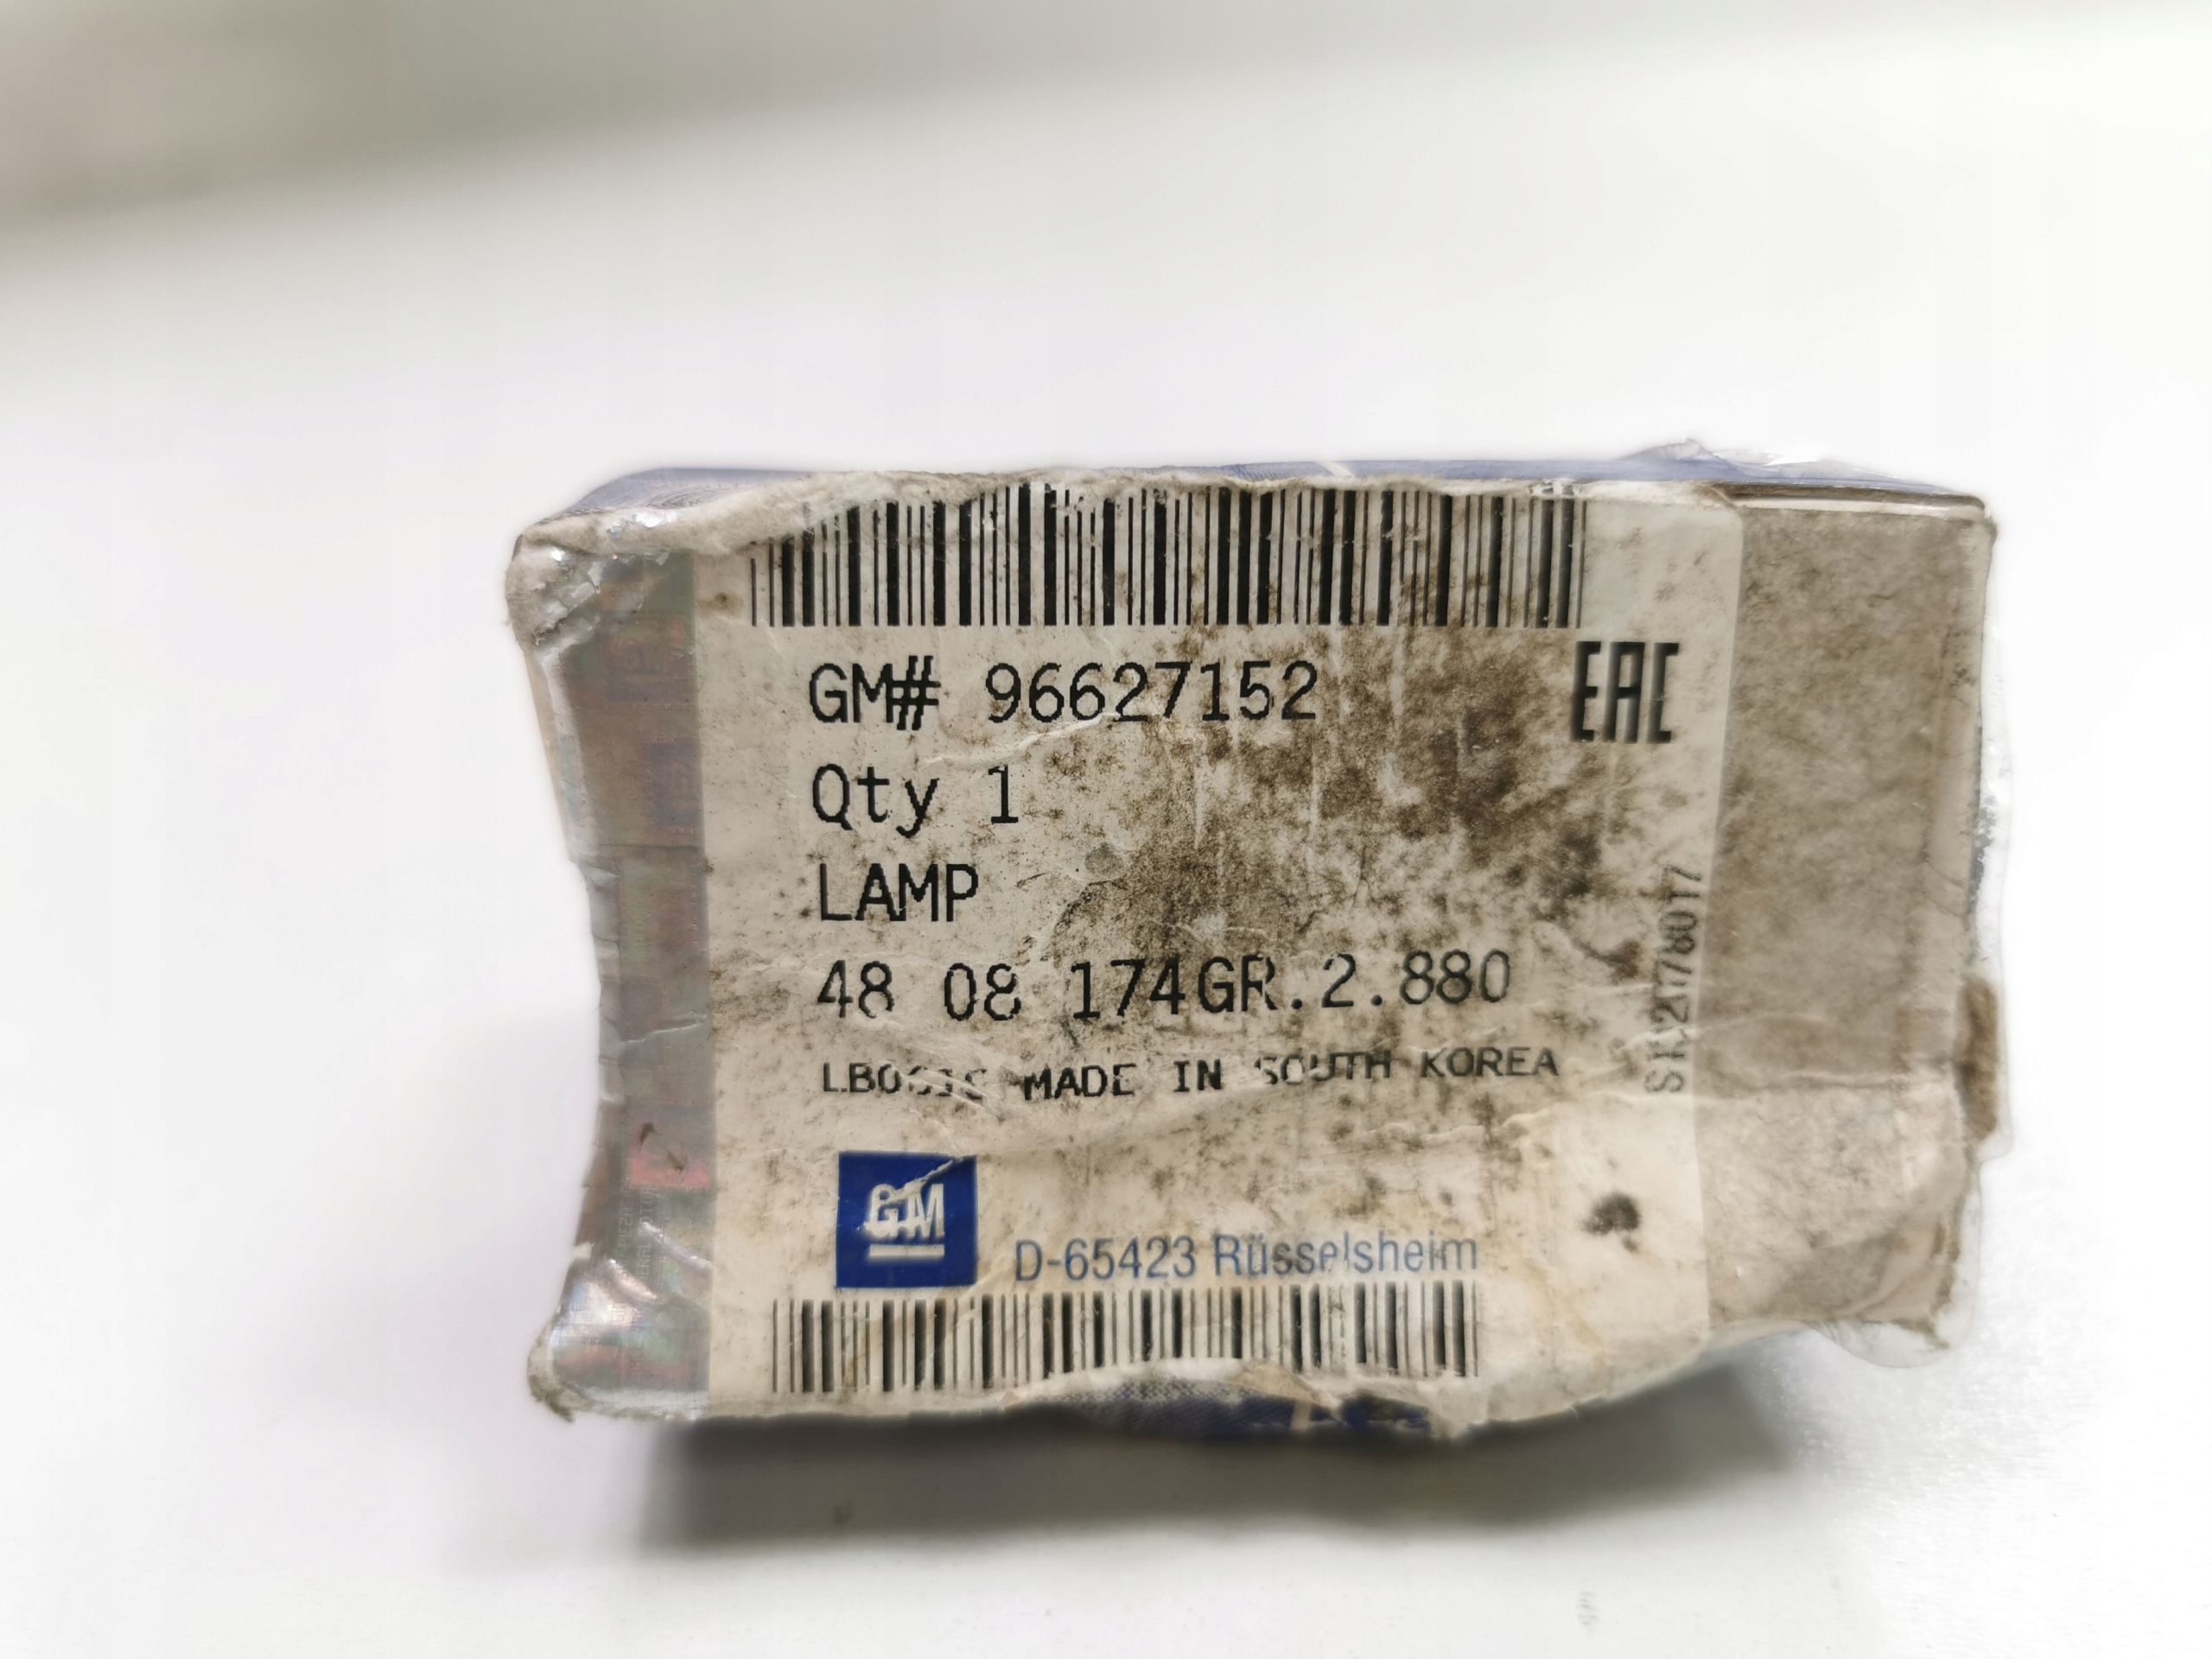 GM# 96627152
EAC
Qty 1
LAMP
48 08 174GR.2.880
MADE IN SOUTH KOREA
GM
D-65423 Rüsselsheim